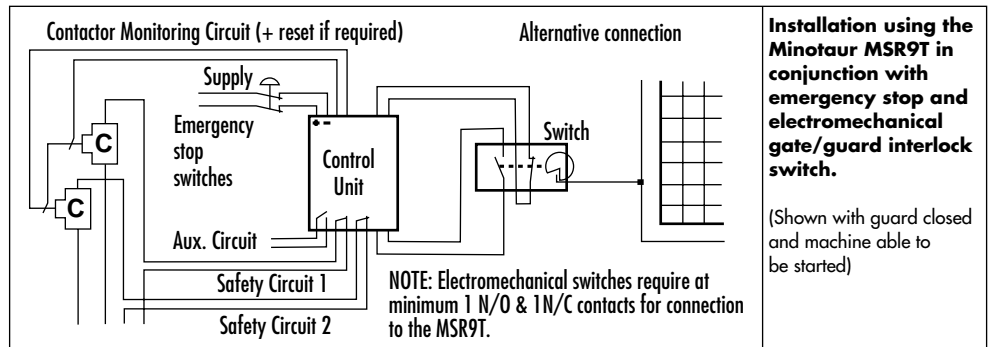 Contactor Monitoring Circuit (+ reset if required)
Alternative connection
Supply
Emergency
stop
switches
+ -
Control
Unit
Switch
C
C
Aux. Circuit
Safety Circuit 1
Safety Circuit 2
NOTE: Electromechanical switches require at
minimum 1 N/O & 1N/C contacts for connection
to the MSR9T.
Installation using the
Minotaur MSR9T in
conjunction with
emergency stop and
electromechanical
gate/guard interlock
switch.
(Shown with guard closed
and machine able to
be started)